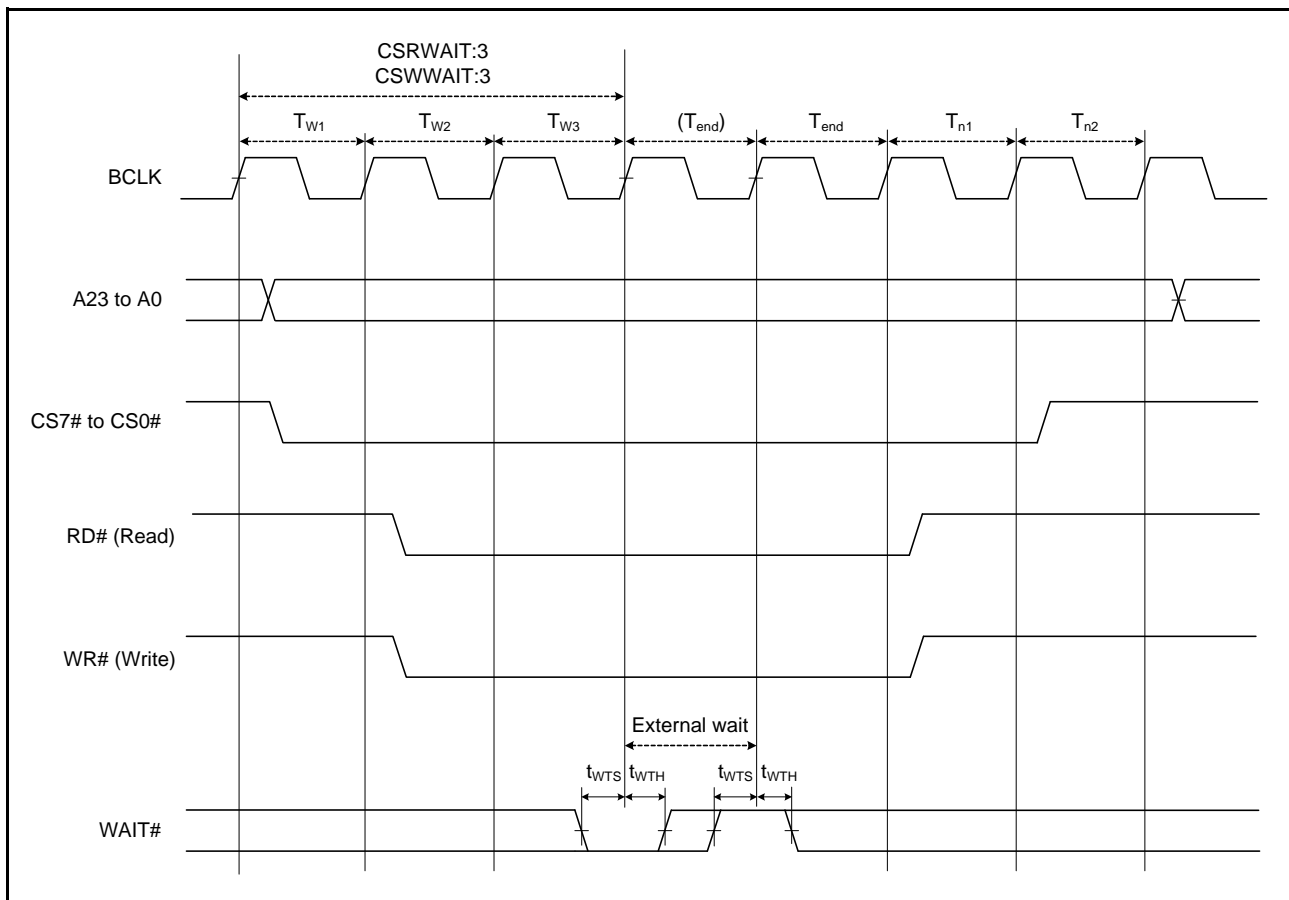 CSRWAIT:3
CSWWAIT:3
TW1 TW2 TW3 (Tend) Tend Tn1 Tn2
BCLK
A23 to A0
CS7# to CS0#
RD# (Read)
WR# (Write)
External wait
tWTS tWTH tWTS tWTH
WAIT#